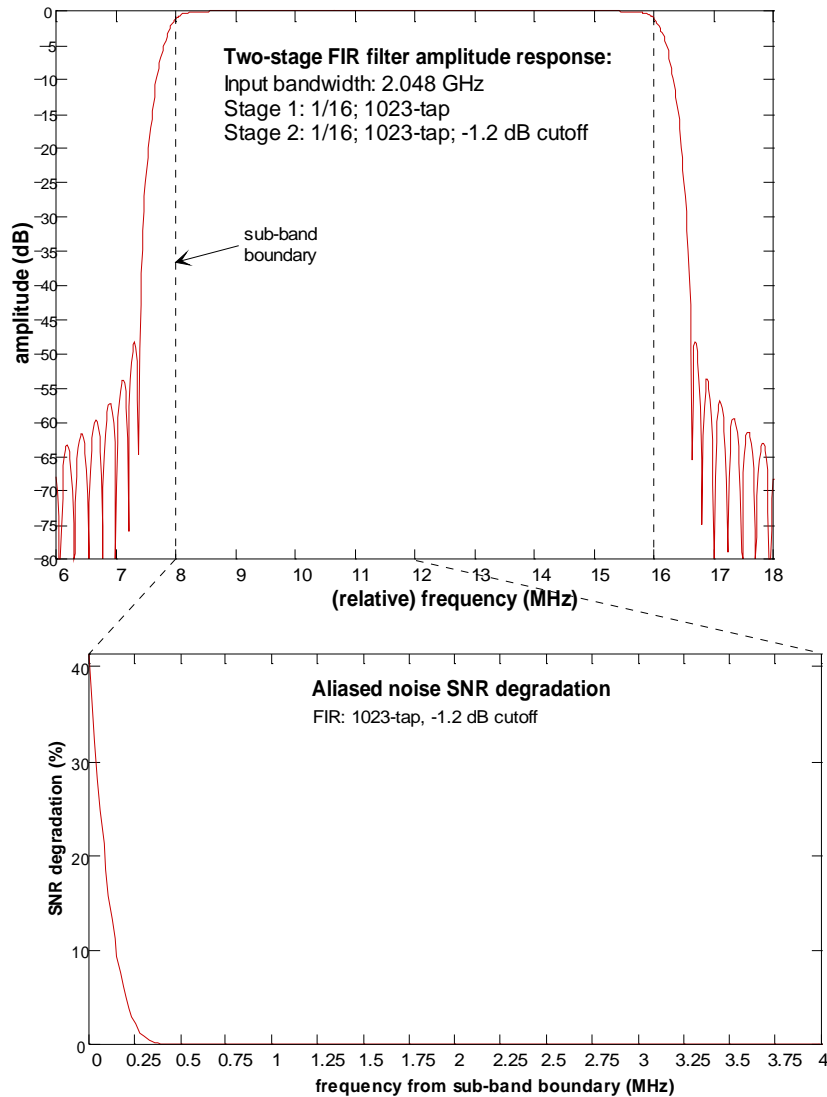 0
−5
−10
−15
−20
−25
−30
−35
−40
−45
−50
−55
−60
−65
−70
−75
−80
amplitude (dB)
Two-stage FIR filter amplitude response:
Input bandwidth: 2.048 GHz
Stage 1: 1/16; 1023-tap
Stage 2: 1/16; 1023-tap; -1.2 dB cutoff
sub-band
boundary
6 7 8 9 10 11 12 13 14 15 16 17 18
(relative) frequency (MHz)
40
30
20
10
0
SNR degradation (%)
Aliased noise SNR degradation
FIR: 1023-tap, -1.2 dB cutoff
0 0.25 0.5 0.75 1 1.25 1.5 1.75 2 2.25 2.5 2.75 3 3.25 3.5 3.75 4
frequency from sub-band boundary (MHz)